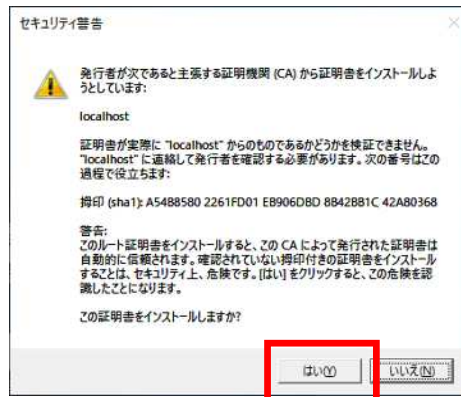 セキュリティ警告
発行者が次であると主張する証明機関 (CA) から証明書をインストールしよ
うとしています:
localhost
証明書が実際に "localhost" からのものであるかどうかを検証できません。
"localhost" に連絡して発行者を確認する必要があります。次の番号はこの
過程で役立ちます:
拇印 (sha1): A54B8580 2261FD01 EB906DBD 8B42BB1C 42A80368
警告:
このルート証明書をインストールすると、この CA によって発行された証明書は
自動的に信頼されます。確認されていない拇印付きの証明書をインストール
することは、セキュリティ上、危険です。[はい] をクリックすると、この危険を認
識したことになります。
この証明書をインストールしますか?
はい(Y)
いいえ(N)